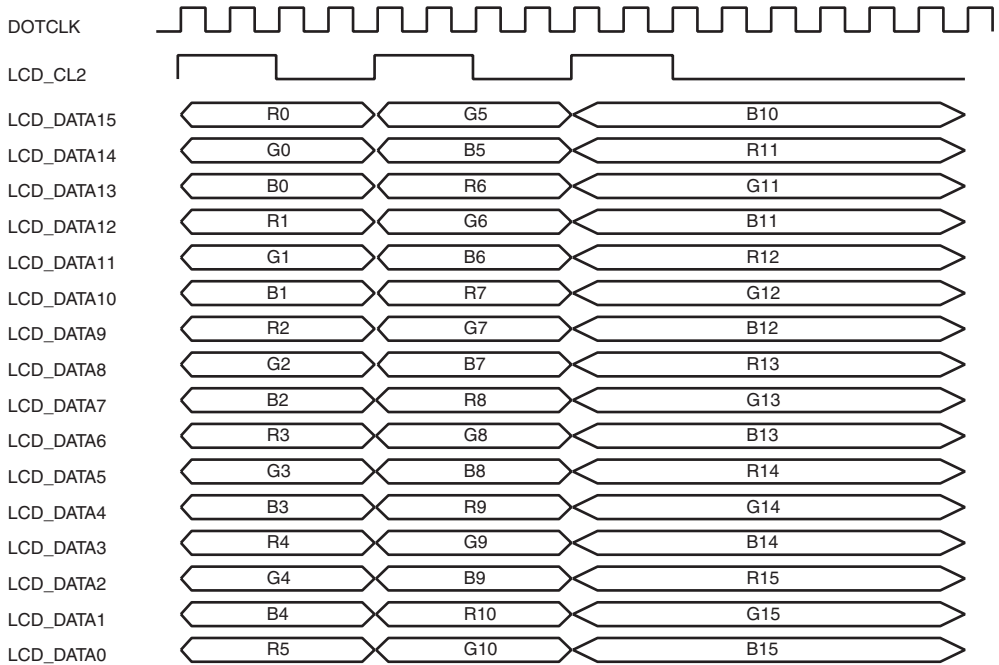 DOTCLK
LCD_CL2
LCD_DATA15 R0 G5 B10
LCD_DATA14 G0 B5 R11
LCD_DATA13 B0 R6 G11
LCD_DATA12 R1 G6 B11
LCD_DATA11 G1 B6 R12
LCD_DATA10 B1 R7 G12
LCD_DATA9 R2 G7 B12
LCD_DATA8 G2 B7 R13
LCD_DATA7 B2 R8 G13
LCD_DATA6 R3 G8 B13
LCD_DATA5 G3 B8 R14
LCD_DATA4 B3 R9 G14
LCD_DATA3 R4 G9 B14
LCD_DATA2 G4 B9 R15
LCD_DATA1 B4 R10 G15
LCD_DATA0 R5 G10 B15